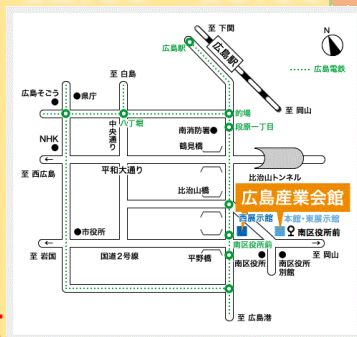 至 下関
N
広島駅
広島駅
広島電鉄
至 白島
広島そごう
県庁
至 岡山
八丁堀
的場
中央通り
南消防署
段原一丁目
NHK
鶴見橋
平和大通り
至 西広島
比治山トンネル
比治山橋
広島産業会館
西展示館
本館・東展示館
市役所
南区役所前
南区役所前
至 岩国
国道2号線
平野橋
南区役所
南区役所
別館
至 岡山
至 広島港